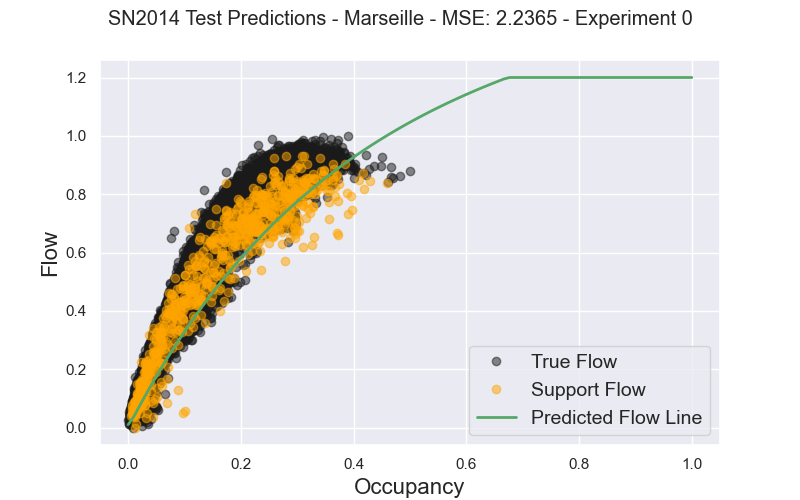 SN2014 Test Predictions - Marseille - MSE: 2.2365 - Experiment 0
1.2
1.0
0.8
0.6
0.4
0.2
0.0
Flow
True Flow
Support Flow
Predicted Flow Line
0.0 0.2 0.4 0.6 0.8 1.0
Occupancy